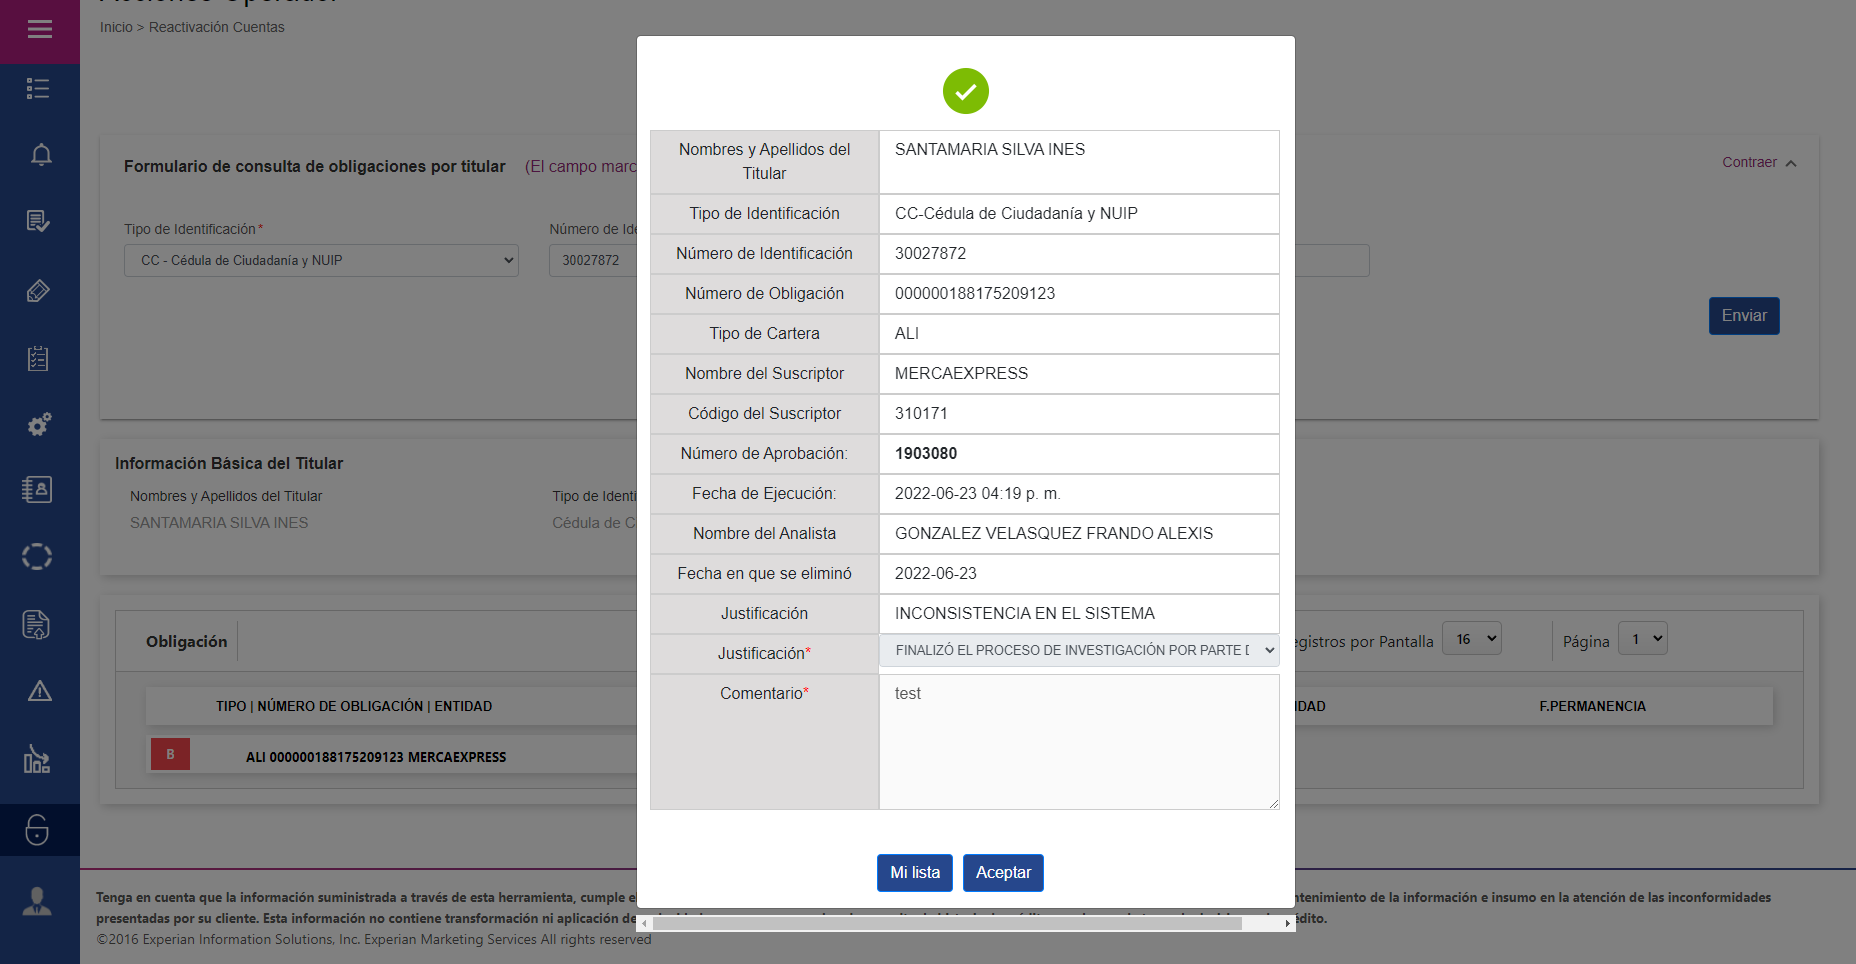 Acciones Operador
Inicio > Reactivación Cuentas
Formulario de consulta de obligaciones por titular (El campo marc
Contraer
Tipo de Identificación*
Número de Ide
CC - Cédula de Ciudadanía y NUIP
30027872
Enviar
Información Básica del Titular
Nombres y Apellidos del Titular
Tipo de Identi
SANTAMARIA SILVA INES
Cédula de C
Obligación
egistros por Pantalla 16
Página 1
TIPO | NÚMERO DE OBLIGACIÓN | ENTIDAD
IDAD
F.PERMANENCIA
B
ALI 000000188175209123 MERCAEXPRESS
Nombres y Apellidos del Titular
SANTAMARIA SILVA INES
Tipo de Identificación
CC-Cédula de Ciudadanía y NUIP
Número de Identificación
30027872
Número de Obligación
000000188175209123
Tipo de Cartera
ALI
Nombre del Suscriptor
MERCAEXPRESS
Código del Suscriptor
310171
Número de Aprobación:
1903080
Fecha de Ejecución:
2022-06-23 04:19 p. m.
Nombre del Analista
GONZALEZ VELASQUEZ FRANDO ALEXIS
Fecha en que se eliminó
2022-06-23
Justificación
INCONSISTENCIA EN EL SISTEMA
Justificación*
FINALIZÓ EL PROCESO DE INVESTIGACIÓN POR PARTE D
Comentario*
test
Mi lista
Aceptar
Tenga en cuenta que la información suministrada a través de esta herramienta, cumple e
ntenimiento de la información e insumo en la atención de las inconformidades
presentadas por su cliente. Esta información no contiene transformación ni aplicación de
édito.
©2016 Experian Information Solutions, Inc. Experian Marketing Services All rights reserved